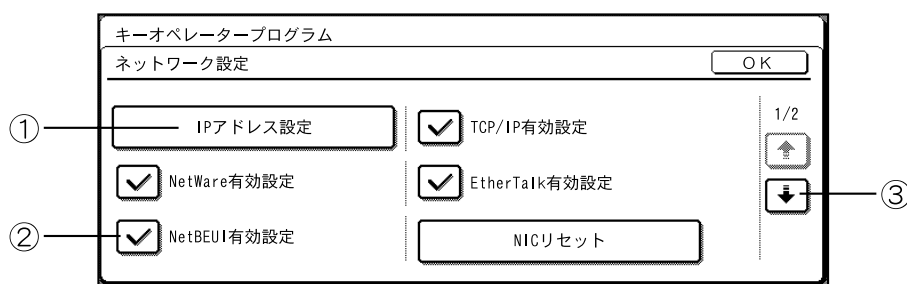 キーオペレータープログラム
ネットワーク設定
OK
① IPアドレス設定 TCP/IP有効設定 1/2
NetWare有効設定 EtherTalk有効設定 ③
② NetBEUI有効設定 NICリセット